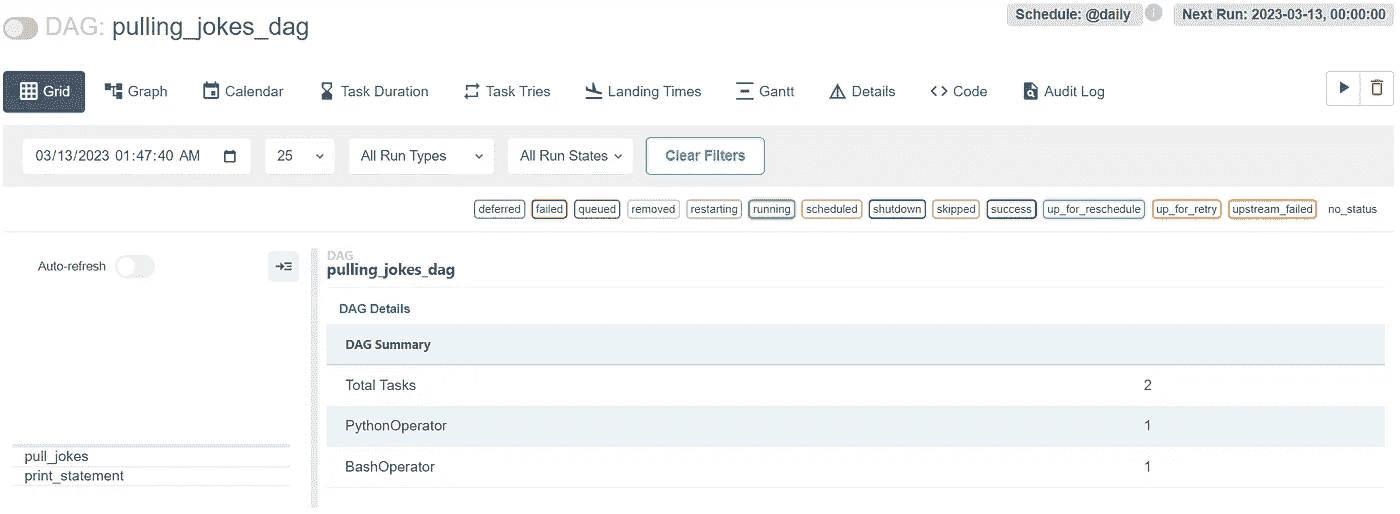 DAG: pulling_jokes_dag
Schedule: @daily
Next Run: 2023-03-13, 00:00:00
Grid Graph Calendar Task Duration Task Tries Landing Times Gantt Details Code Audit Log
03/13/2023 01:47:40 AM 25 All Run Types All Run States Clear Filters
deferred failed queued removed restarting running scheduled shutdown skipped success up_for_reschedule up_for_retry upstream_failed no_status
Auto-refresh
pull_jokes
print_statement
DAG
pulling_jokes_dag
DAG Details
DAG Summary
Total Tasks 2
PythonOperator 1
BashOperator 1